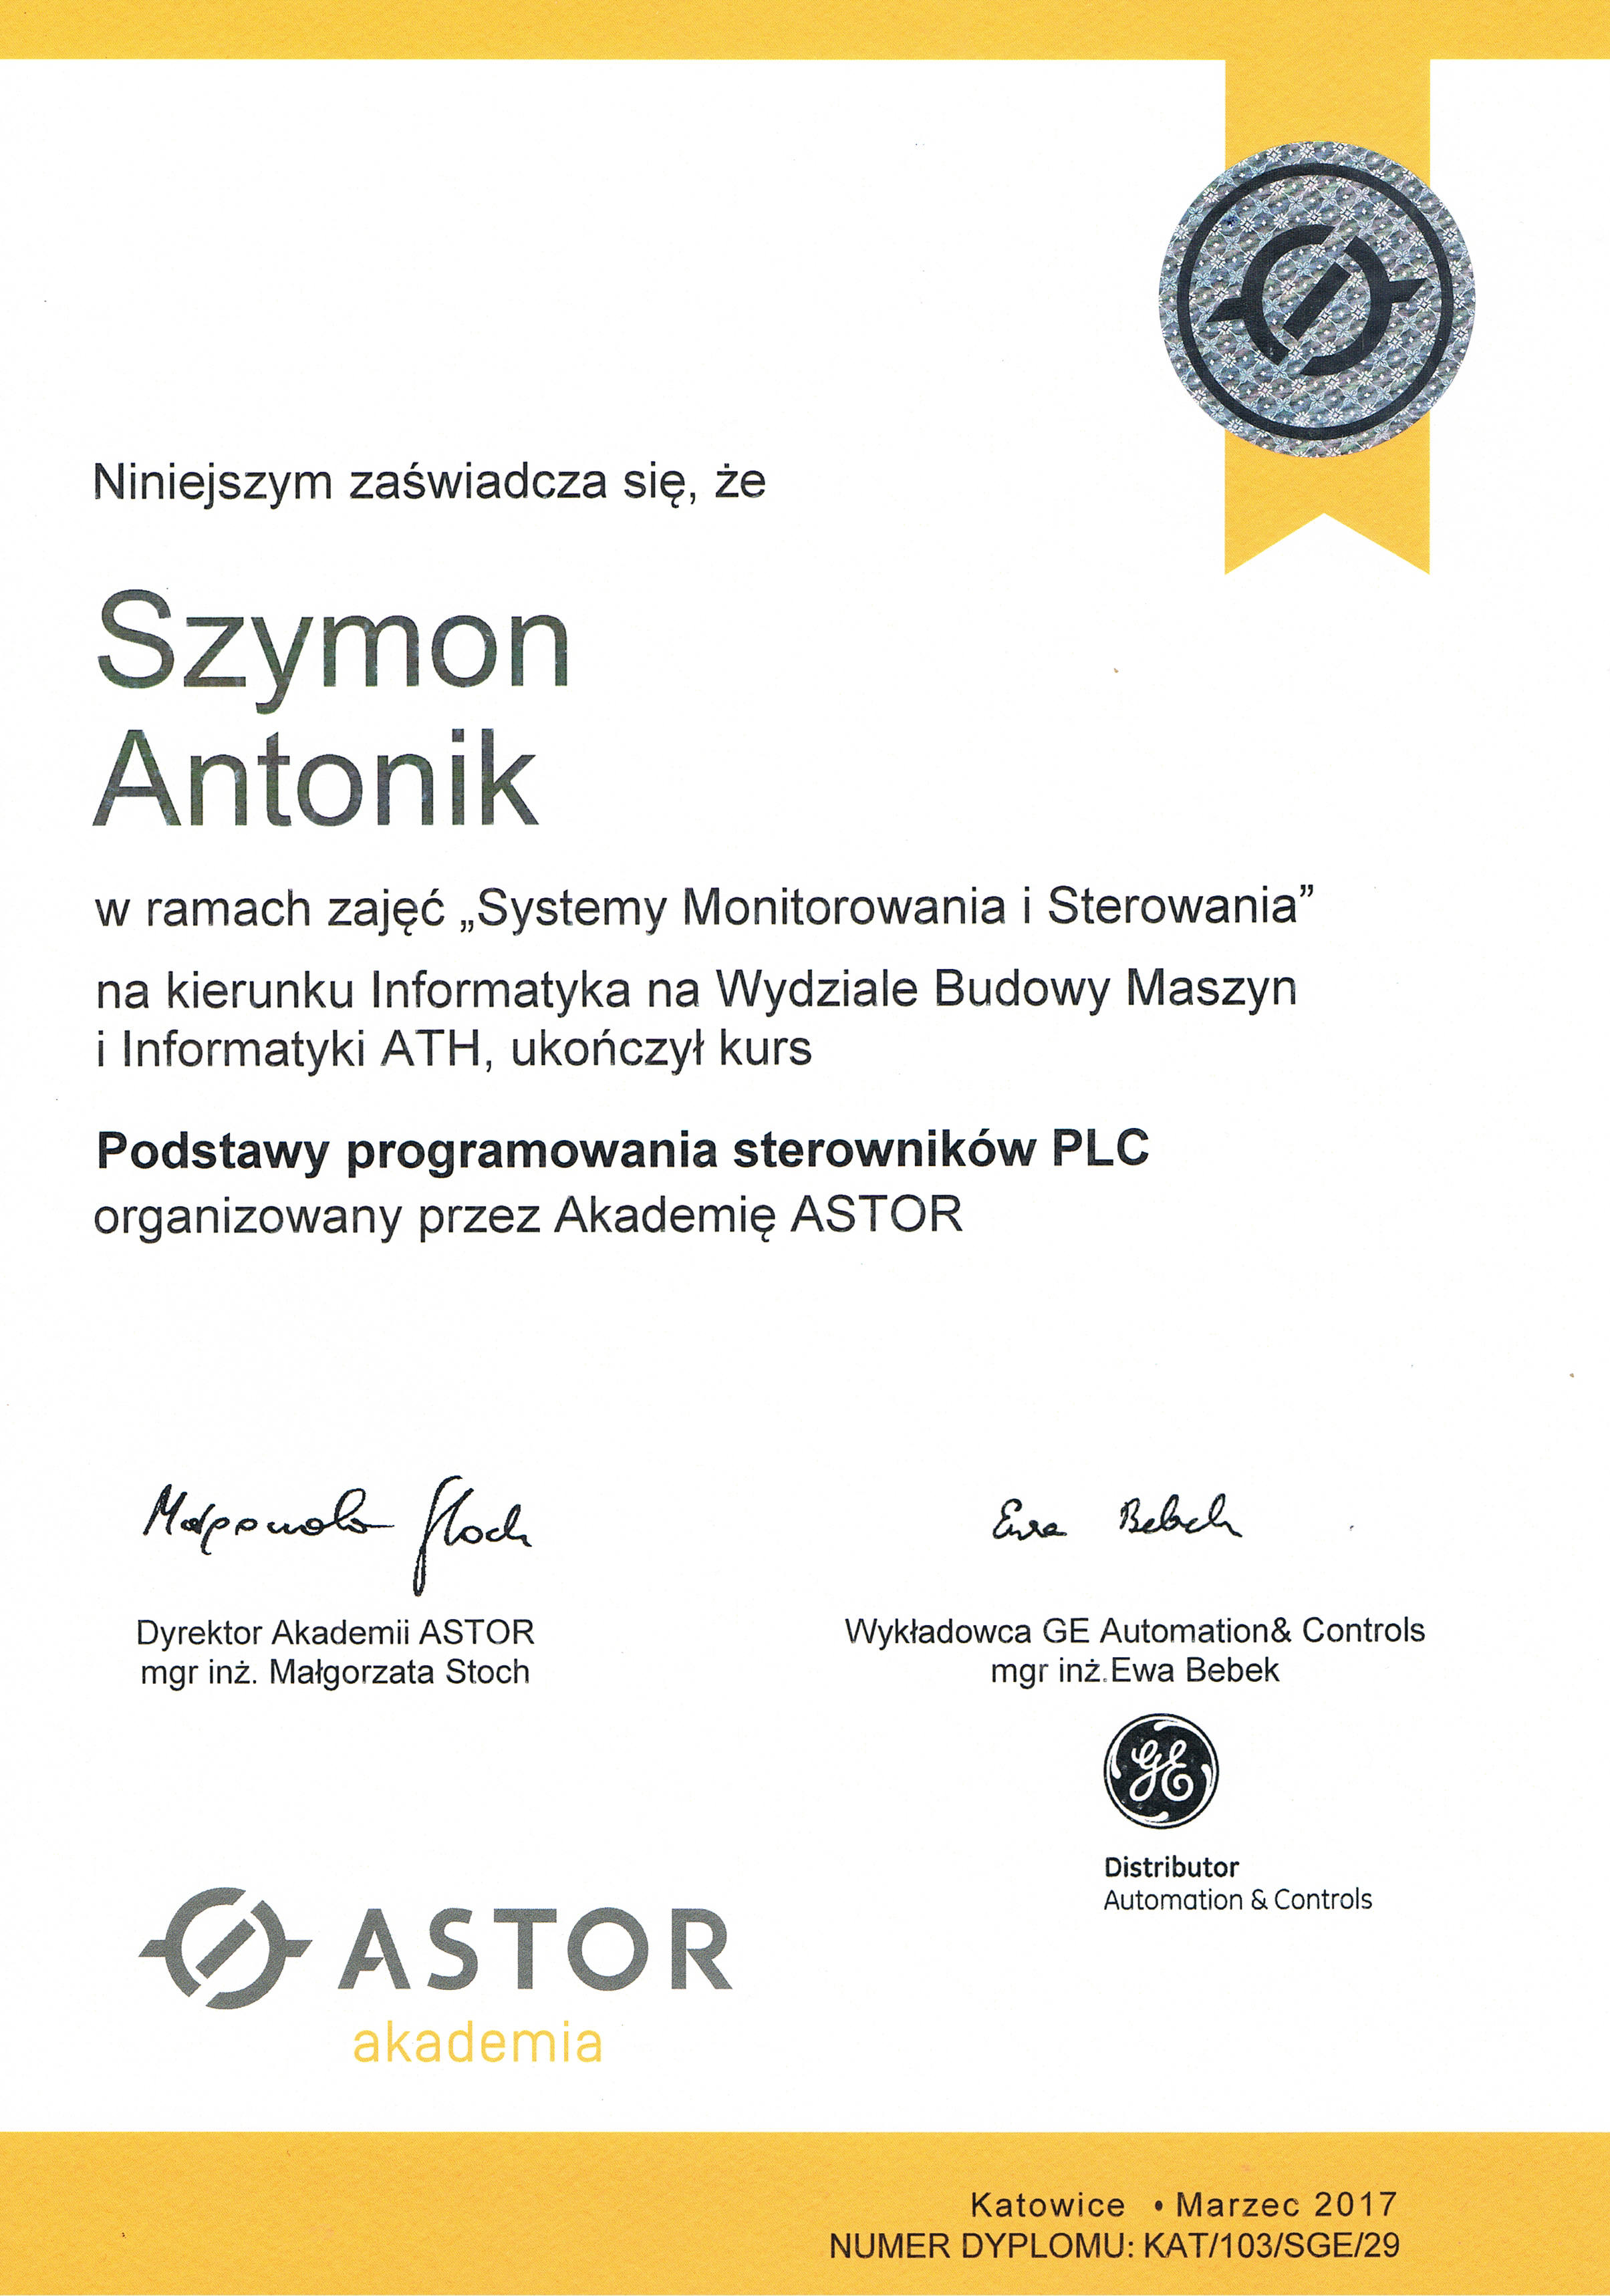 Niniejszym zaświadcza się, że
Szymon
Antonik
w ramach zajęć „Systemy Monitorowania i Sterowania”
na kierunku Informatyka na Wydziale Budowy Maszyn
i Informatyki ATH, ukończył kurs
Podstawy programowania sterowników PLC
organizowany przez Akademię ASTOR
Małgorzata Stoch
Ewa Bebek
Dyrektor Akademii ASTOR
mgr inż. Małgorzata Stoch
Wykładowca GE Automation& Controls
mgr inż.Ewa Bebek
GE
Distributor
Automation & Controls
ASTOR
akademia
Katowice • Marzec 2017
NUMER DYPLOMU: KAT/103/SGE/29